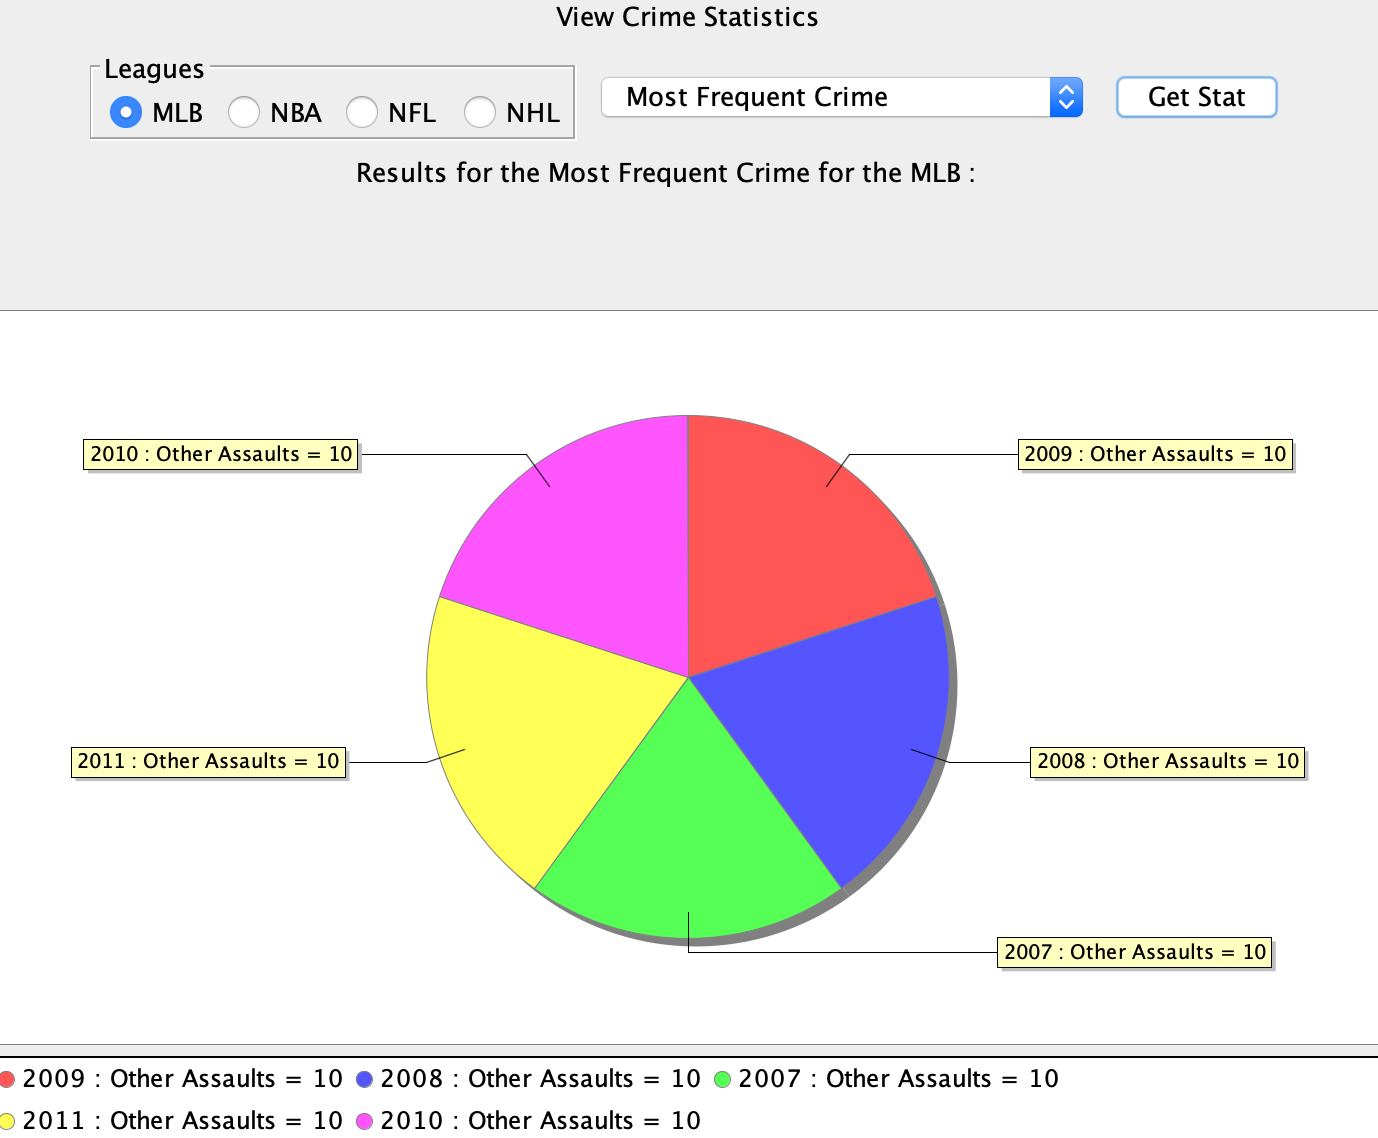 View Crime Statistics
Leagues
MLB NBA NFL NHL Most Frequent Crime Get Stat
Results for the Most Frequent Crime for the MLB :
2010 : Other Assaults = 10
2009 : Other Assaults = 10
2011 : Other Assaults = 10
2008 : Other Assaults = 10
2007 : Other Assaults = 10
2009 : Other Assaults = 10 2008 : Other Assaults = 10 2007 : Other Assaults = 10
2011 : Other Assaults = 10 2010 : Other Assaults = 10